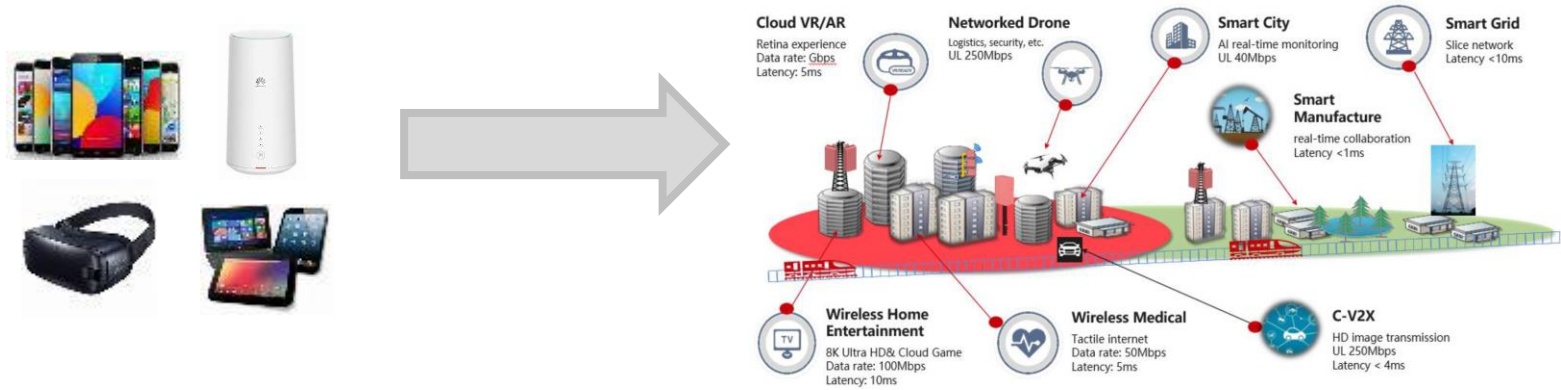 Cloud VR/AR
Retina experience
Data rate: Gbps
Latency: 5ms
Networked Drone
Logistics, security, etc.
UL 250Mbps
Smart City
AI real-time monitoring
UL 40Mbps
Smart Grid
Slice network
Latency <10ms
Smart
Manufacture
real-time collaboration
Latency <1ms
TV
Wireless Home
Entertainment
8K Ultra HD& Cloud Game
Data rate: 100Mbps
Latency: 10ms
Wireless Medical
Tactile internet
Data rate: 50Mbps
Latency: 5ms
C-V2X
HD image transmission
UL 250Mbps
Latency < 4ms